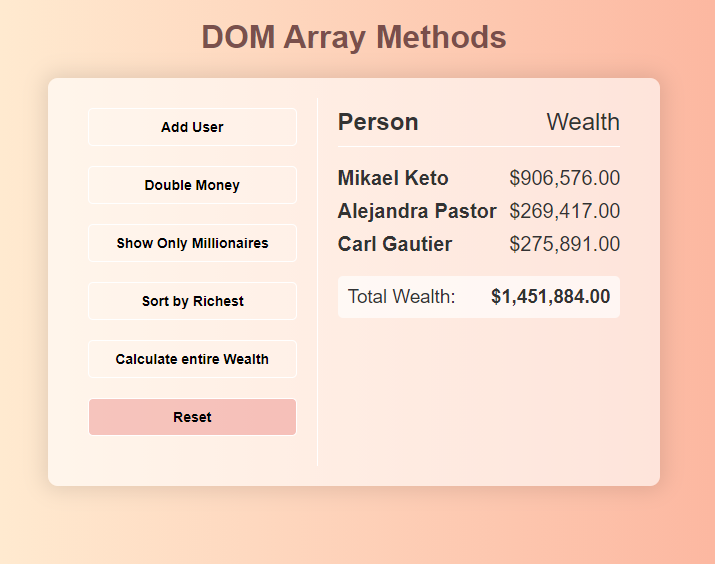 DOM Array Methods
Add User
Double Money
Show Only Millionaires
Sort by Richest
Calculate entire Wealth
Reset
Person Wealth
Mikael Keto $906,576.00
Alejandra Pastor $269,417.00
Carl Gautier $275,891.00
Total Wealth: $1,451,884.00